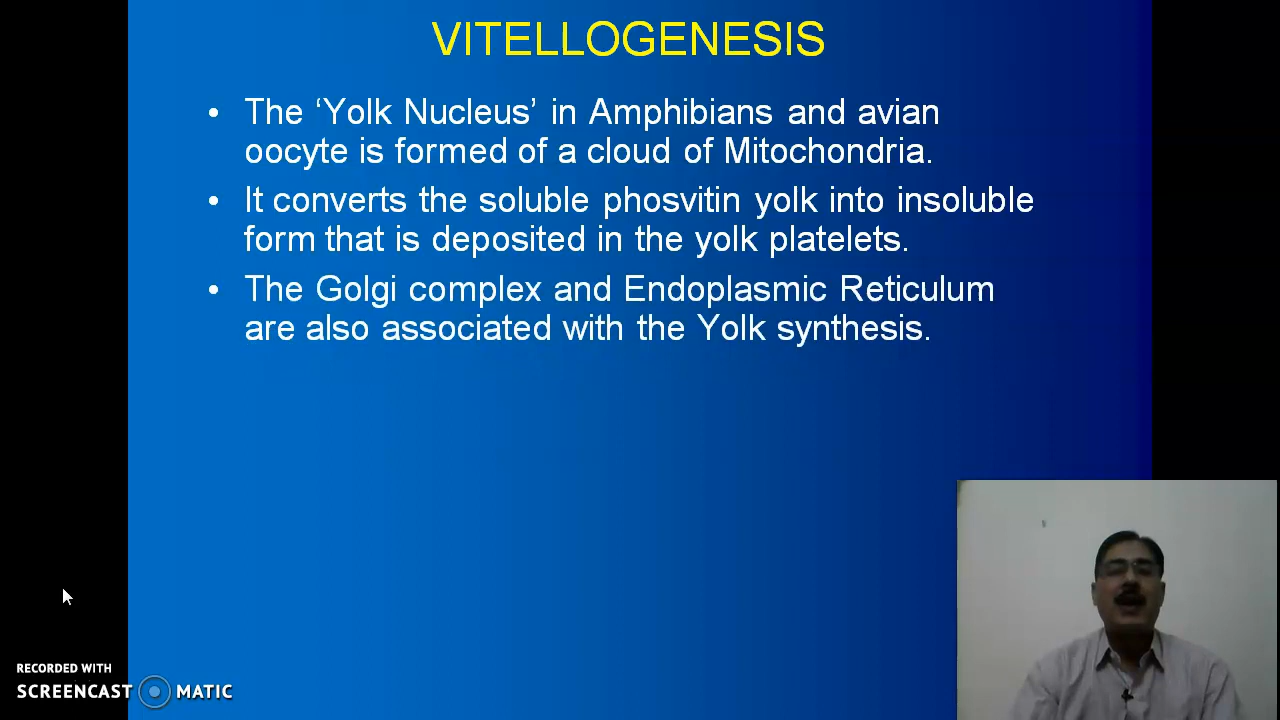 VITELLOGENESIS
• The ‘Yolk Nucleus’ in Amphibians and avian
oocyte is formed of a cloud of Mitochondria.
• It converts the soluble phosvitin yolk into insoluble
form that is deposited in the yolk platelets.
• The Golgi complex and Endoplasmic Reticulum
are also associated with the Yolk synthesis.
RECORDED WITH
SCREENCAST MATIC